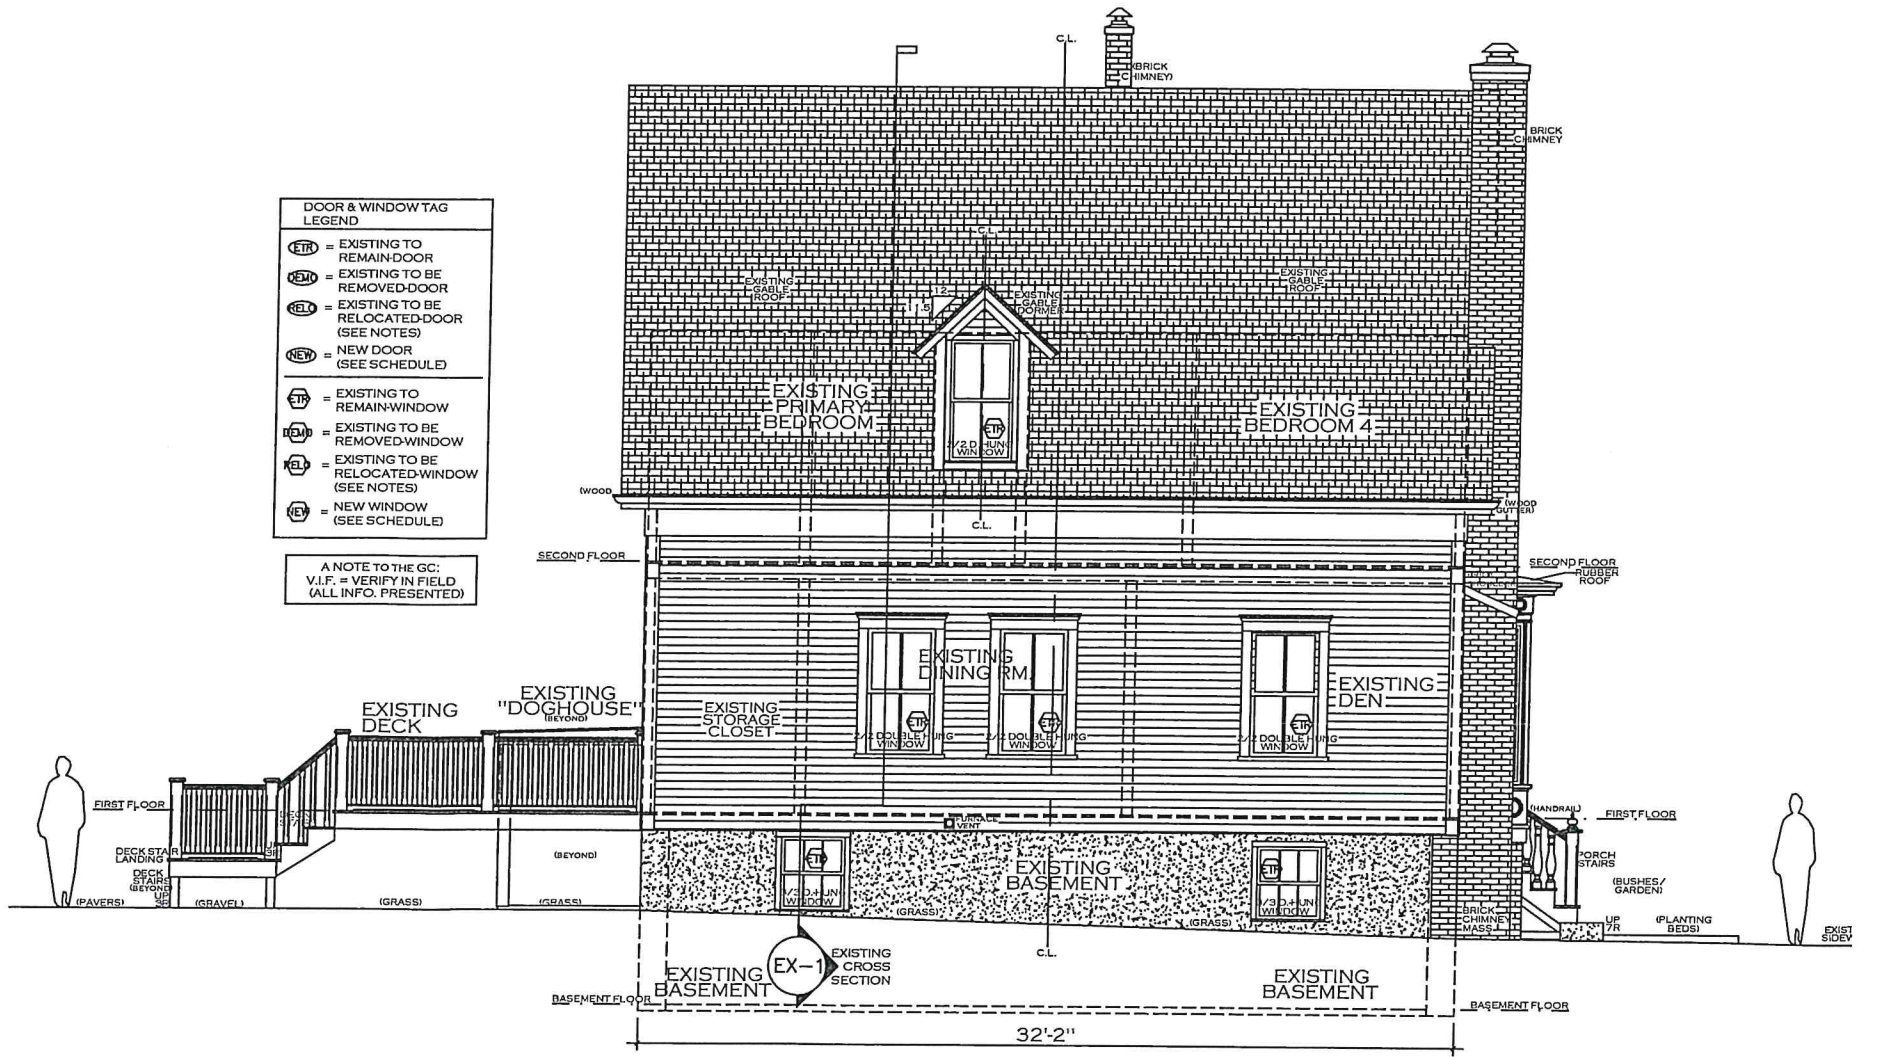 C.L.
(BRICK
CHIMNEY)
BRICK
CHIMNEY
DOOR & WINDOW TAG
LEGEND
ETR = EXISTING TO
REMAIN-DOOR
DEMO = EXISTING TO BE
REMOVED-DOOR
RELO = EXISTING TO BE
RELOCATED-DOOR
(SEE NOTES)
NEW = NEW DOOR
(SEE SCHEDULE)
ETR = EXISTING TO
REMAIN-WINDOW
DEMO = EXISTING TO BE
REMOVED-WINDOW
RELO = EXISTING TO BE
RELOCATED-WINDOW
(SEE NOTES)
NEW = NEW WINDOW
(SEE SCHEDULE)
A NOTE TO THE GC:
V.I.F. = VERIFY IN FIELD
(ALL INFO. PRESENTED)
C.L.
EXISTING
GABLE
ROOF
12
EXISTING
GABLE
DORMER
EXISTING
GABLE
ROOF
EXISTING
PRIMARY
BEDROOM
ETR
WINDOW
EXISTING
BEDROOM 4
(WOOD
(WOOD
GUTTER)
C.L.
SECOND FLOOR
SECOND FLOOR
RUBBER
ROOF
EXISTING
DINING RM.
EXISTING
DEN
EXISTING
STORAGE
CLOSET
ETR
2/2 DOUBLE HUNG
WINDOW
ETR
2/2 DOUBLE HUNG
WINDOW
ETR
2/2 DOUBLE HUNG
WINDOW
EXISTING
DECK
EXISTING
"DOGHOUSE"
(BEYOND)
FIRST FLOOR
FURNACE
VENT
(HANDRAIL)
FIRST FLOOR
DECK STAIR
LANDING
DECK
STAIRS
(BEYOND)
UP
(BEYOND)
(PAVERS)
(GRAVEL)
(GRASS)
(GRASS)
ETR
WINDOW
EXISTING
BASEMENT
(GRASS)
ETR
WINDOW
(GRASS)
PORCH
STAIRS
(BUSHES/
GARDEN)
BRICK
CHIMNEY
MASS
UP
7R
(PLANTING
BEDS)
EXIST
SIDEW
C.L.
EXISTING
BASEMENT
EX-1
EXISTING
CROSS
SECTION
EXISTING
BASEMENT
BASEMENT FLOOR
BASEMENT FLOOR
32'-2"